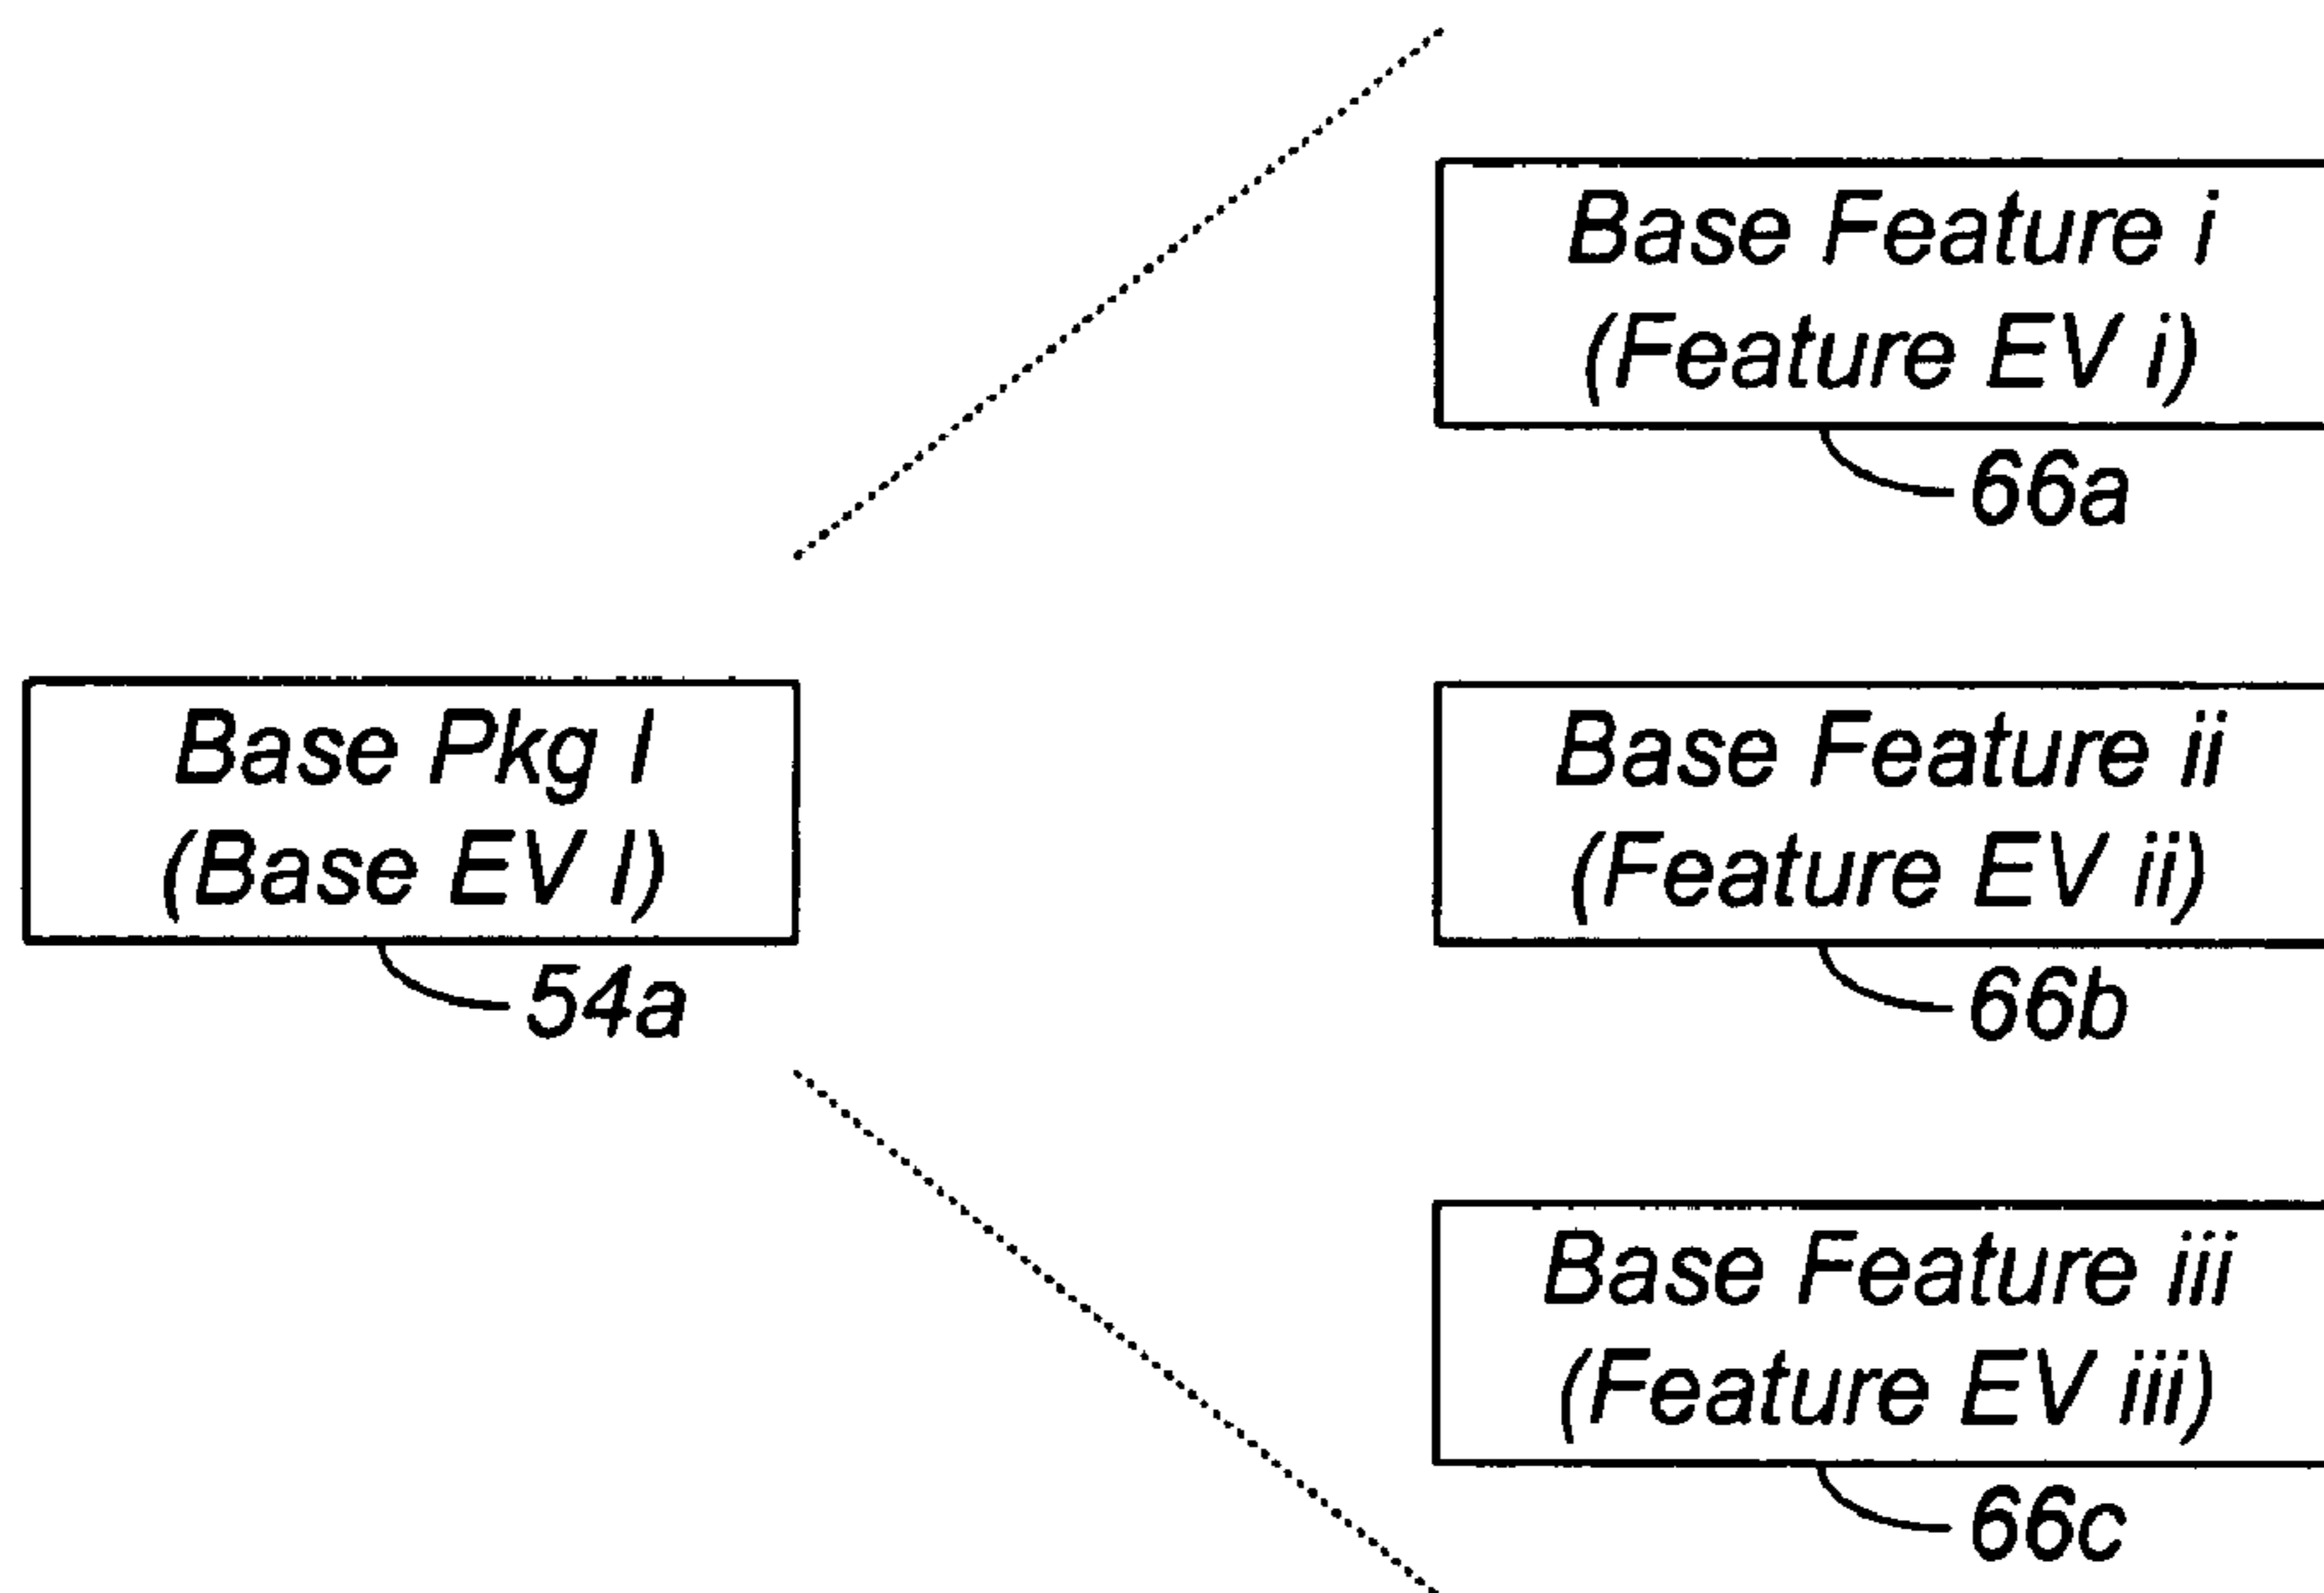 Base Feature i
(Feature EV i)
66a
Base Pkg I
(Base EV I)
54a
Base Feature ii
(Feature EV ii)
66b
Base Feature iii
(Feature EV iii)
66c